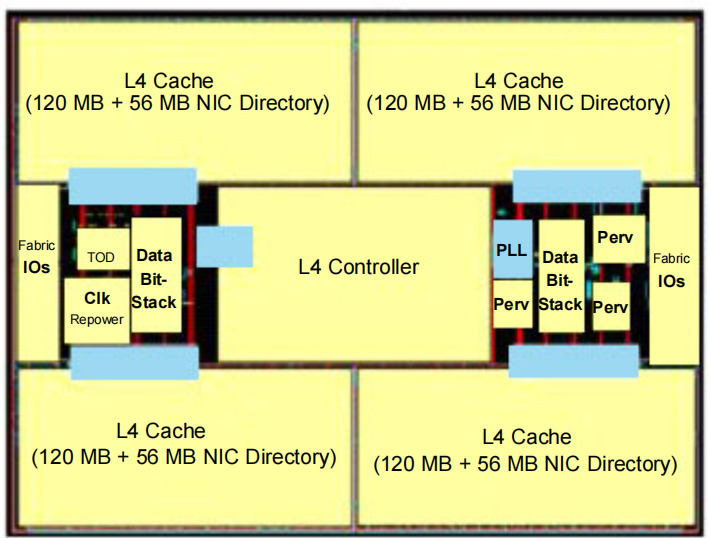 L4 Cache
(120 MB + 56 MB NIC Directory)
L4 Cache
(120 MB + 56 MB NIC Directory)
Fabric
IOs
TOD
Clk
Repower
Data
Bit-
Stack
L4 Controller
PLL
Perv
Data
Bit-
Stack
Perv
Perv
Fabric
IOs
L4 Cache
(120 MB + 56 MB NIC Directory)
L4 Cache
(120 MB + 56 MB NIC Directory)